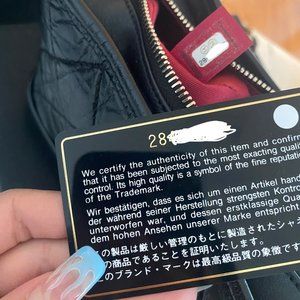 28
28
We certify the authenticity of this item and confirm
that it has been subjected to the most exacting quality
control. Its high quality is a symbol of the fine reputation
of the Trademark.
Wir bestätigen, dass es sich um einen Artikel hand
der während seiner Herstellung strengsten Kontro
unterworfen war, und dessen erstklassige Qualit
dem hohen Ansehen unserer Marke entspricht.
の製品は厳しい管理のもとに製造されたシャネ
の商品であることを証明いたします。
このブランド・マークは最高級品質の象徴です